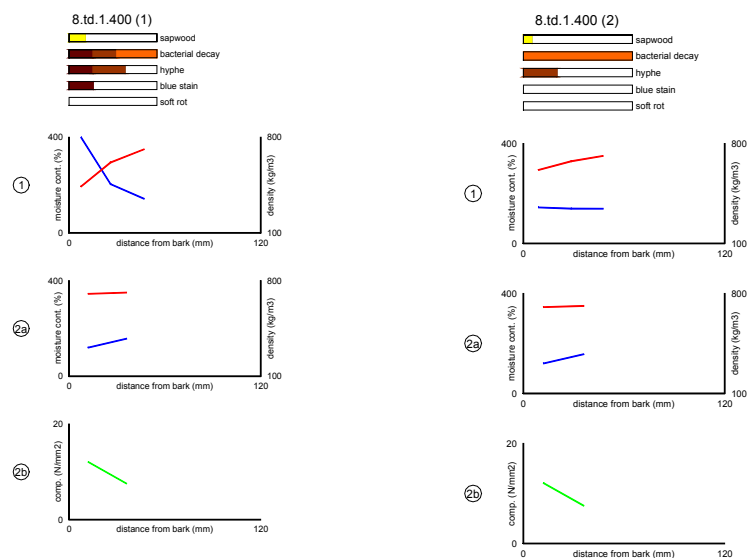 8.td.1.400 (1)
sapwood
bacterial decay
hyphe
blue stain
soft rot
1
400
moisture cont. (%)
0
800
density (kg/m3)
100
0
distance from bark (mm)
120
2a
400
moisture cont. (%)
0
800
density (kg/m3)
100
distance from bark (mm)
120
2b
20
comp. (N/mm2)
0
distance from bark (mm)
120
8.td.1.400 (2)
sapwood
bacterial decay
hyphe
blue stain
soft rot
1
400
moisture cont. (%)
0
800
density (kg/m3)
100
0
distance from bark (mm)
120
2a
400
moisture cont. (%)
0
800
density (kg/m3)
100
0
distance from bark (mm)
120
2b
20
comp. (N/mm2)
0
distance from bark (mm)
120